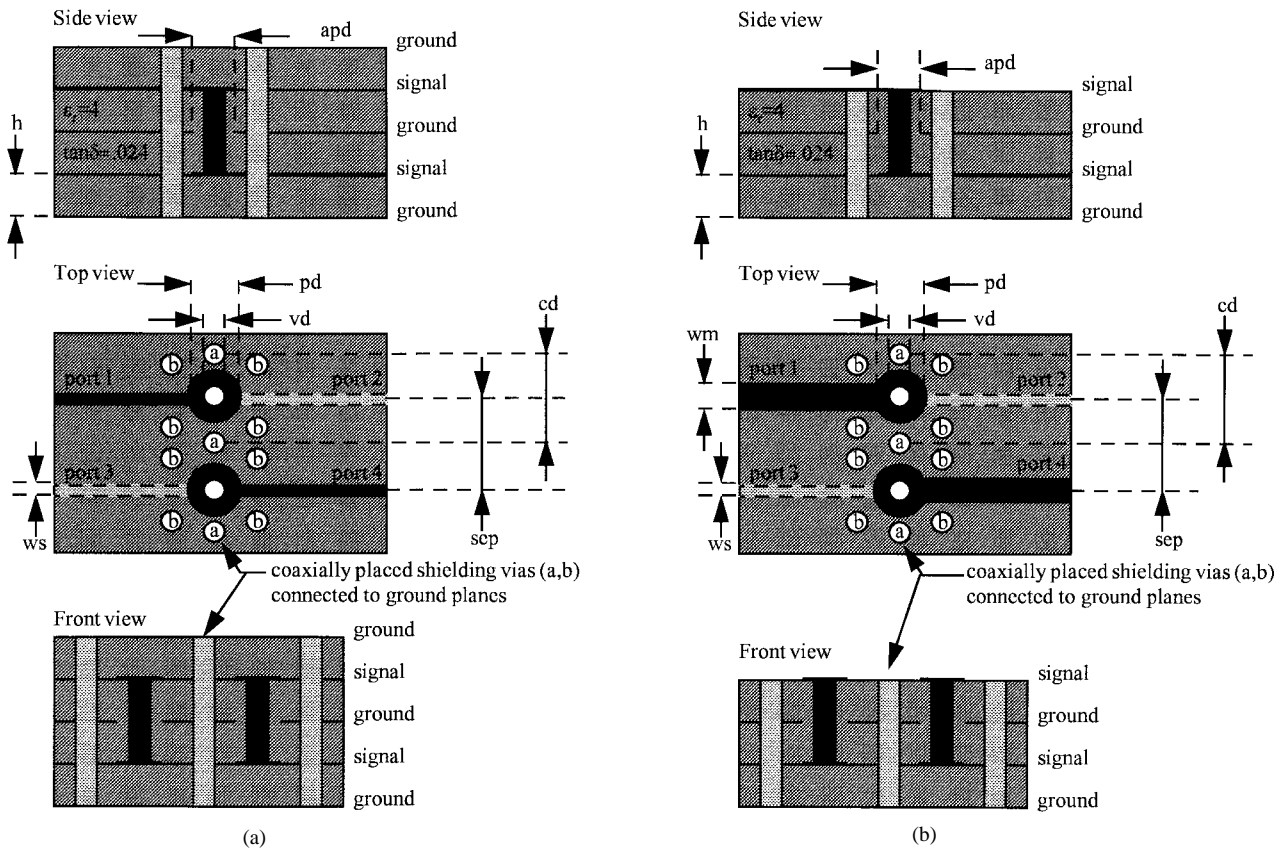 Side view
apd
ground
signal
εr=4
ground
h
tanδ=.024
signal
ground
Top view
pd
vd
cd
a
b
b
port 1
port 2
b
b
a
b
b
port 3
port 4
b
b
a
ws
sep
coaxially placed shielding vias (a,b)
connected to ground planes
Front view
ground
signal
ground
signal
ground
(a)
Side view
apd
signal
εr=4
h
ground
tanδ=.024
signal
ground
Top view
pd
vd
cd
wm
a
b
b
port 1
port 2
b
b
a
b
b
port 3
port 4
b
b
a
ws
sep
coaxially placed shielding vias (a,b)
connected to ground planes
Front view
signal
ground
signal
ground
(b)